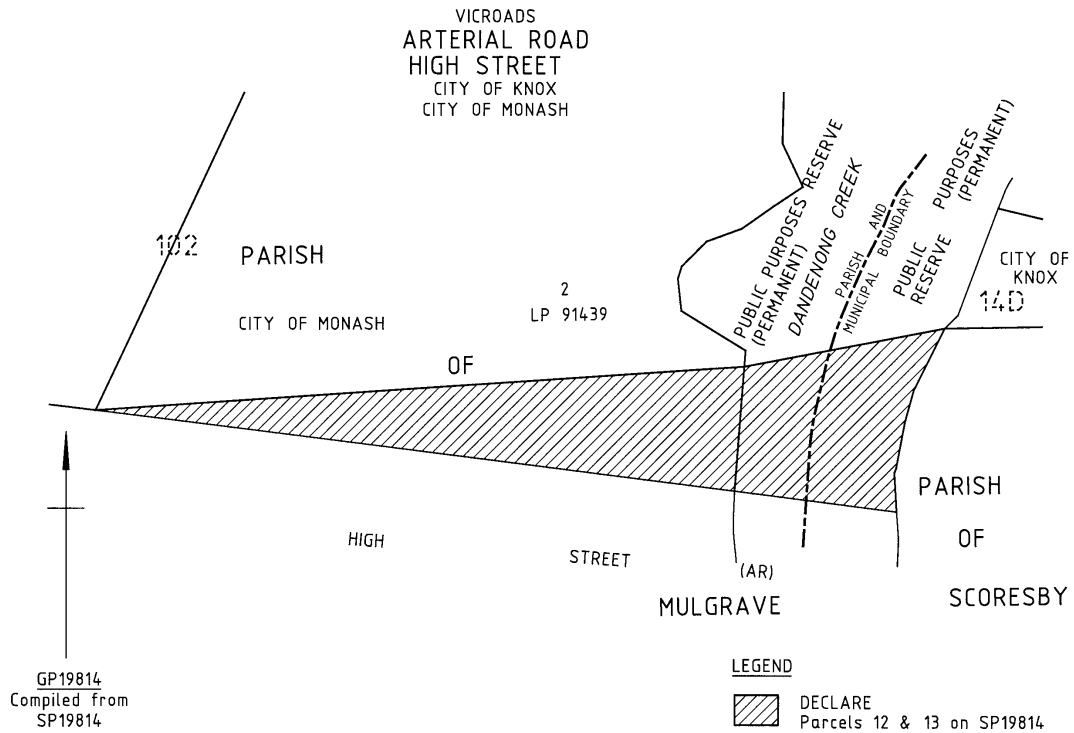 VICROADS
ARTERIAL ROAD
HIGH STREET
CITY OF KNOX
CITY OF MONASH
102
PARISH
CITY OF MONASH
2
LP 91439
OF
PUBLIC PURPOSES RESERVE
(PERMANENT)
DANDENONG CREEK
PARISH AND
MUNICIPAL BOUNDARY
PUBLIC PURPOSES
RESERVE (PERMANENT)
CITY OF
KNOX
14D
PARISH
OF
SCORESBY
HIGH STREET
(AR)
MULGRAVE
GP19814
Compiled from
SP19814
LEGEND
DECLARE
Parcels 12 & 13 on SP19814